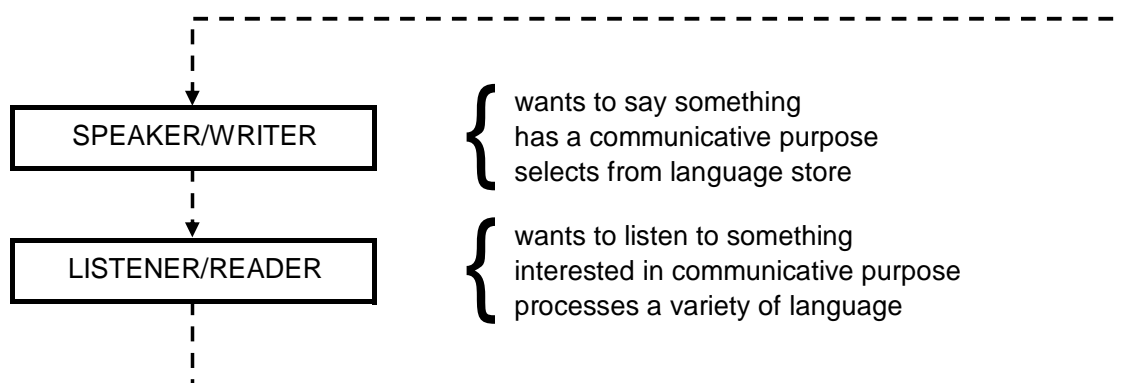 SPEAKER/WRITER
wants to say something
has a communicative purpose
selects from language store
LISTENER/READER
wants to listen to something
interested in communicative purpose
processes a variety of language